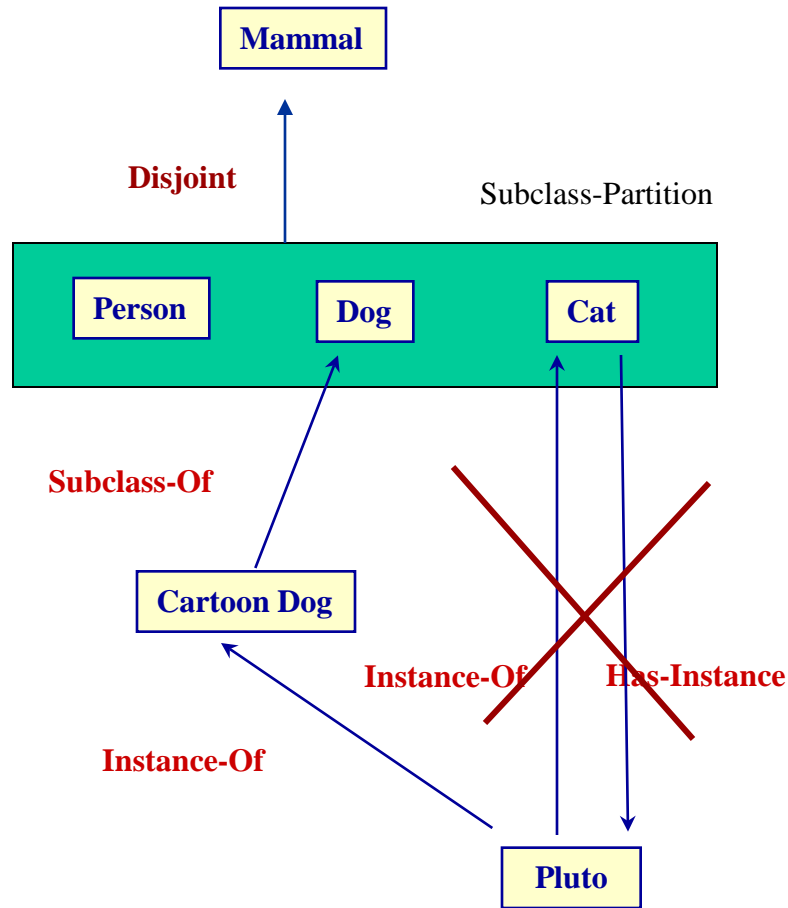 Mammal
Disjoint
Subclass-Partition
Person
Dog
Cat
Subclass-Of
Cartoon Dog
Instance-Of
Has-Instance
Instance-Of
Pluto